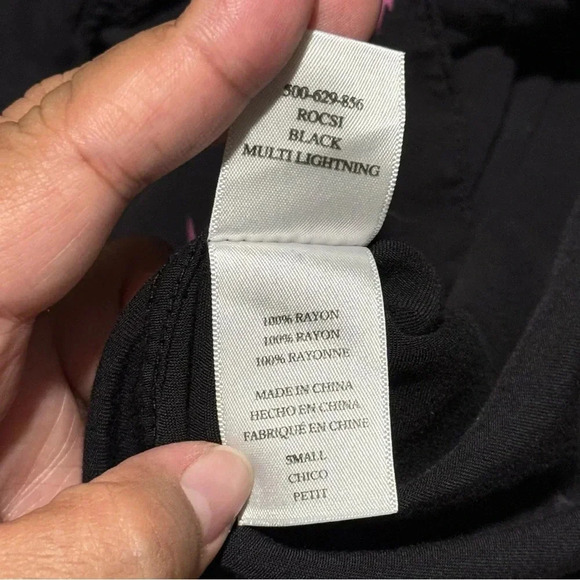 500-629-856
ROCSI
BLACK
MULTI LIGHTNING
100% RAYON
100% RAYON
100% RAYONNE
MADE IN CHINA
HECHO EN CHINA
FABRIQUÉ EN CHINE
SMALL
CHICO
PETIT